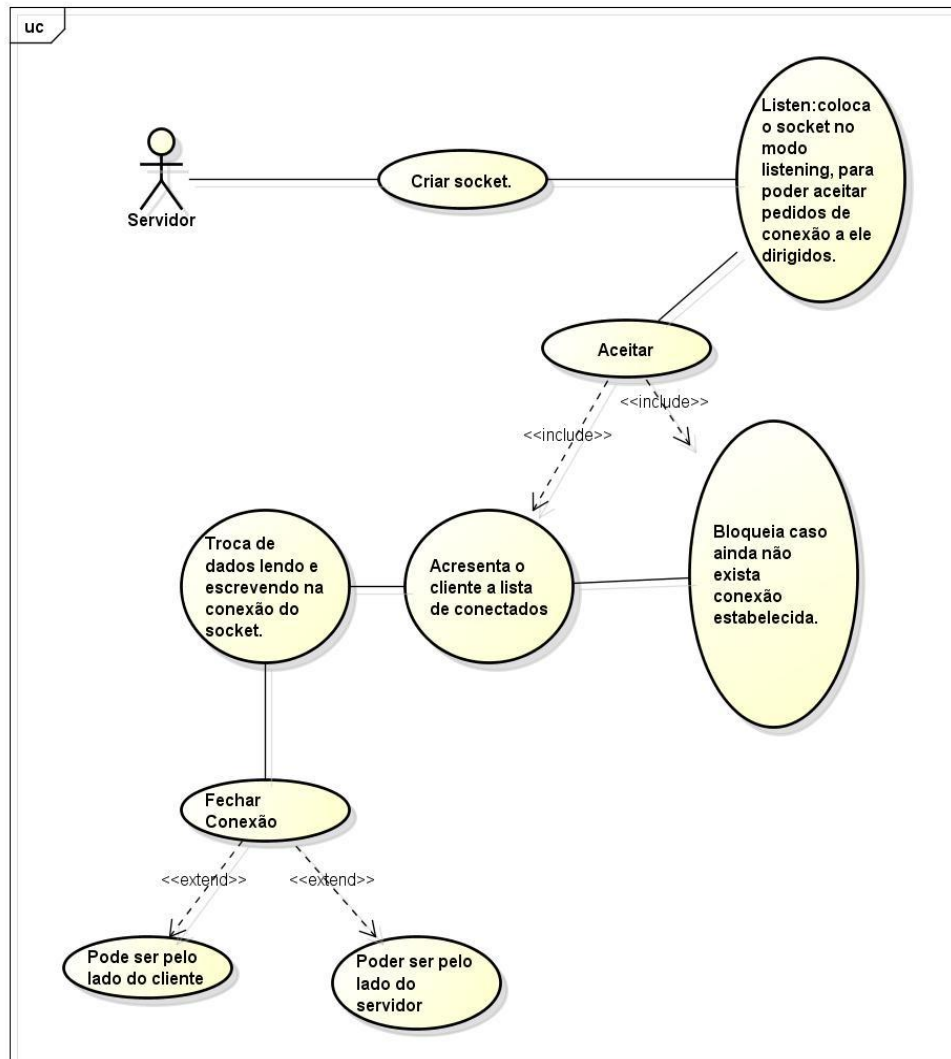 uc
Listen:coloca
o socket no
modo
listening, para
poder aceitar
pedidos de
conexão a ele
dirigidos.
Criar socket.
Servidor
Aceitar
<<include>>
<<include>>
Troca de
dados lendo e
escrevendo na
conexão do
socket.
Acresenta o
cliente a lista
de conectados
Bloqueia caso
ainda não
exista
conexão
estabelecida.
Fechar
Conexão
<<extend>>
<<extend>>
Pode ser pelo
lado do cliente
Poder ser pelo
lado do
servidor